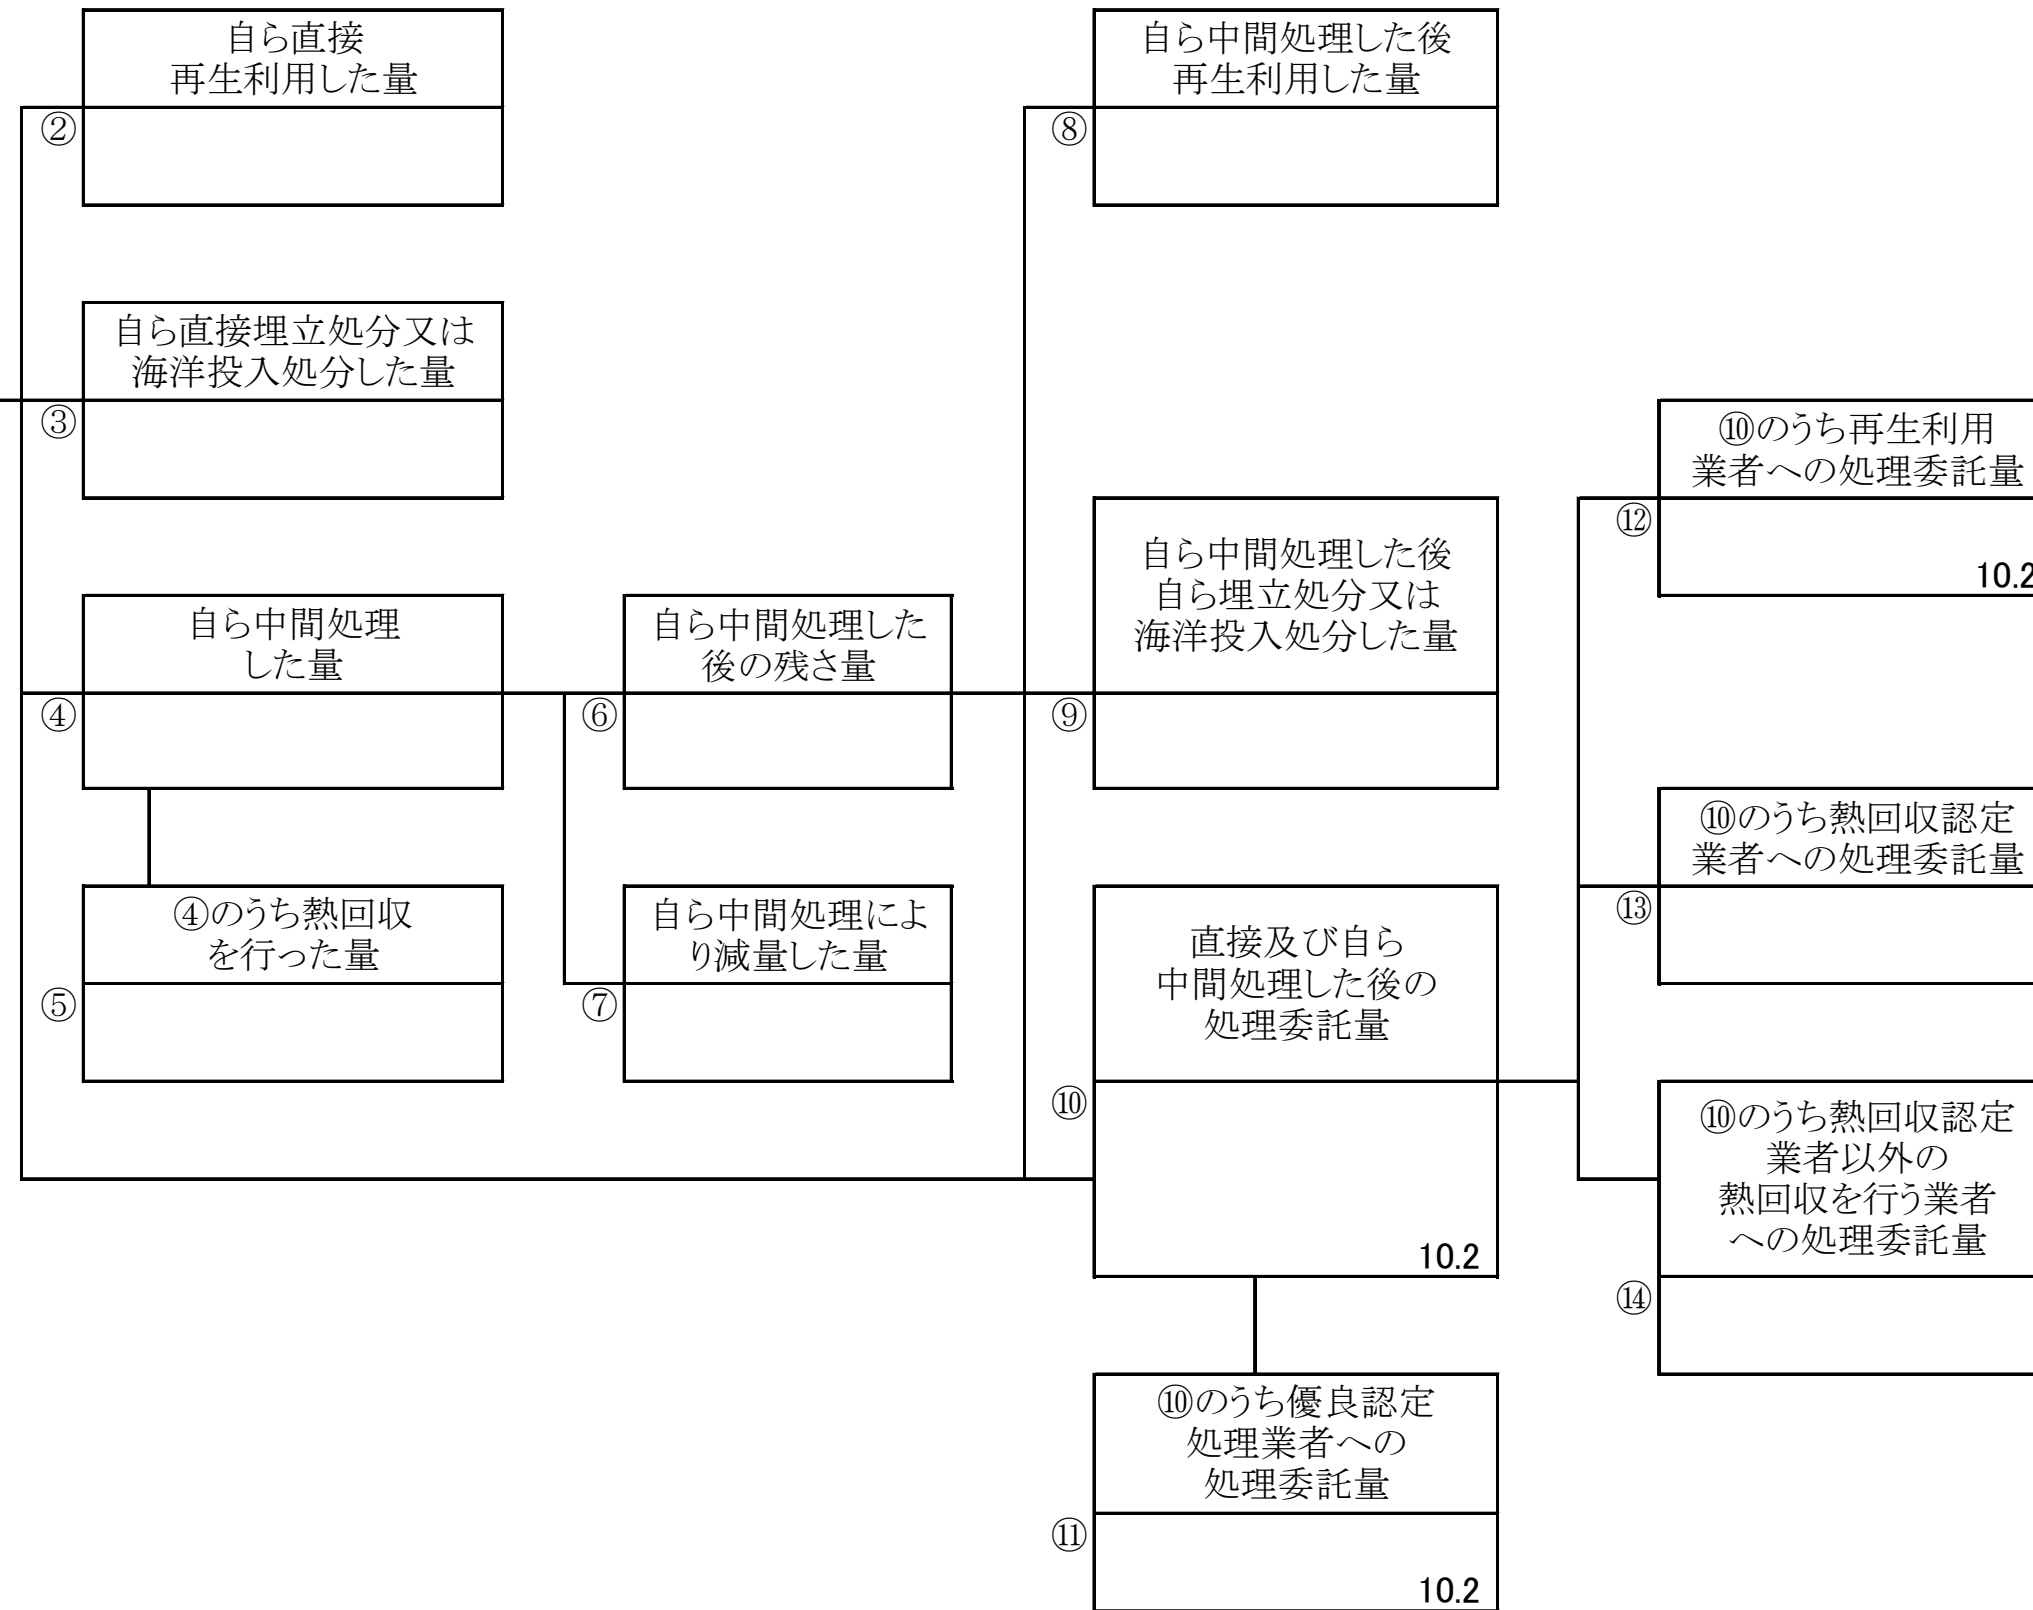 自ら直接
再生利用した量
②
自ら直接埋立処分又は
海洋投入処分した量
③
自ら中間処理
した量
④
④のうち熱回収
を行った量
⑤
自ら中間処理した
後の残さ量
⑥
自ら中間処理によ
り減量した量
⑦
自ら中間処理した後
再生利用した量
⑧
自ら中間処理した後
自ら埋立処分又は
海洋投入処分した量
⑨
直接及び自ら
中間処理した後の
処理委託量
⑩
10.2
⑩のうち優良認定
処理業者への
処理委託量
⑪
10.2
⑩のうち再生利用
業者への処理委託量
⑫
10.2
⑩のうち熱回収認定
業者への処理委託量
⑬
⑩のうち熱回収認定
業者以外の
熱回収を行う業者
への処理委託量
⑭